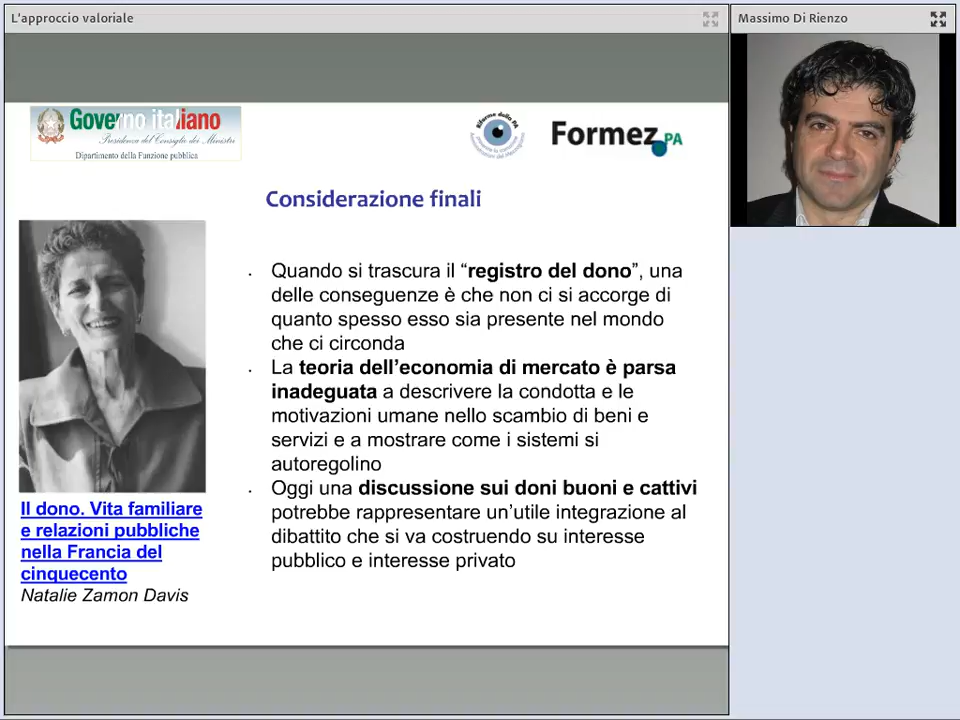 L'approccio valoriale
Massimo Di Rienzo
Governo italiano
Presidenza del Consiglio dei Ministri
Dipartimento della Funzione pubblica
Riforme della PA
Formez PA
Considerazione finali
Quando si trascura il “registro del dono”, una
delle conseguenze è che non ci si accorge di
quanto spesso esso sia presente nel mondo
che ci circonda
La teoria dell’economia di mercato è parsa
inadeguata a descrivere la condotta e le
motivazioni umane nello scambio di beni e
servizi e a mostrare come i sistemi si
autoregolino
Oggi una discussione sui doni buoni e cattivi
potrebbe rappresentare un’utile integrazione al
dibattito che si va costruendo su interesse
pubblico e interesse privato
Il dono. Vita familiare
e relazioni pubbliche
nella Francia del
cinquecento
Natalie Zamon Davis